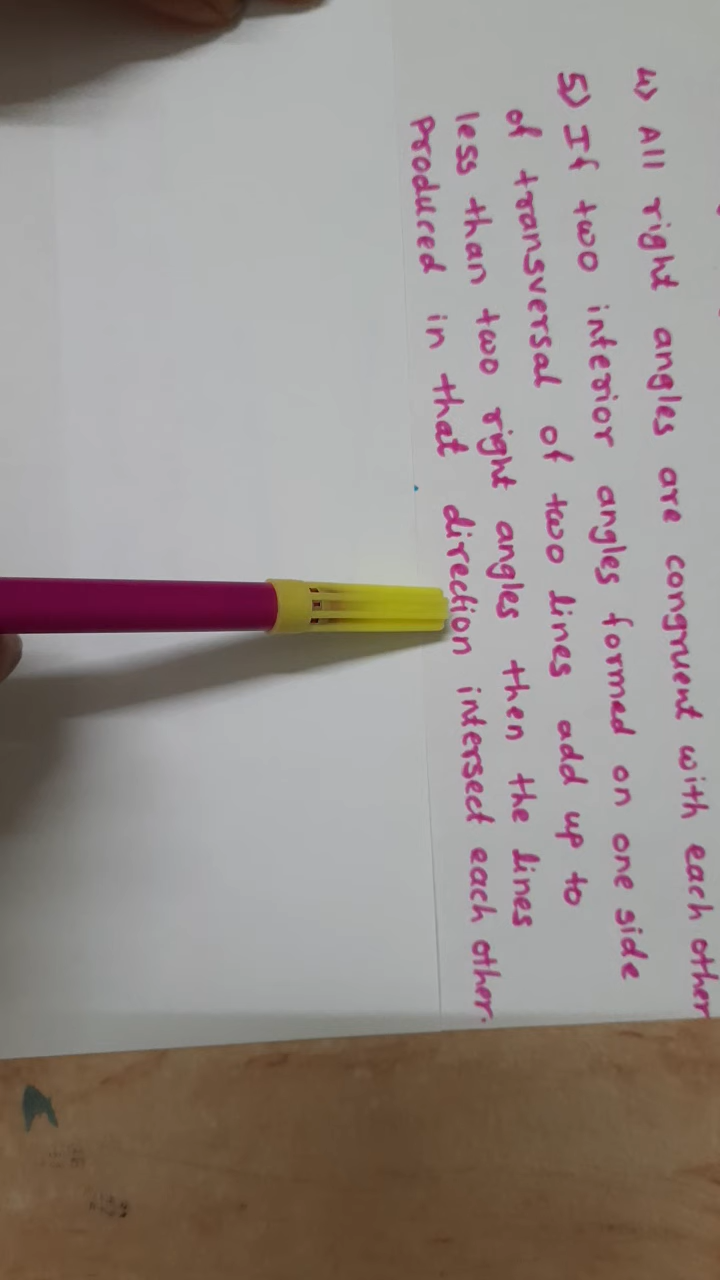 4) All right angles are congruent with each other
5) If two interior angles formed on one side
of transversal of two lines add up to
less than two right angles then the lines
produced in that direction intersect each other.